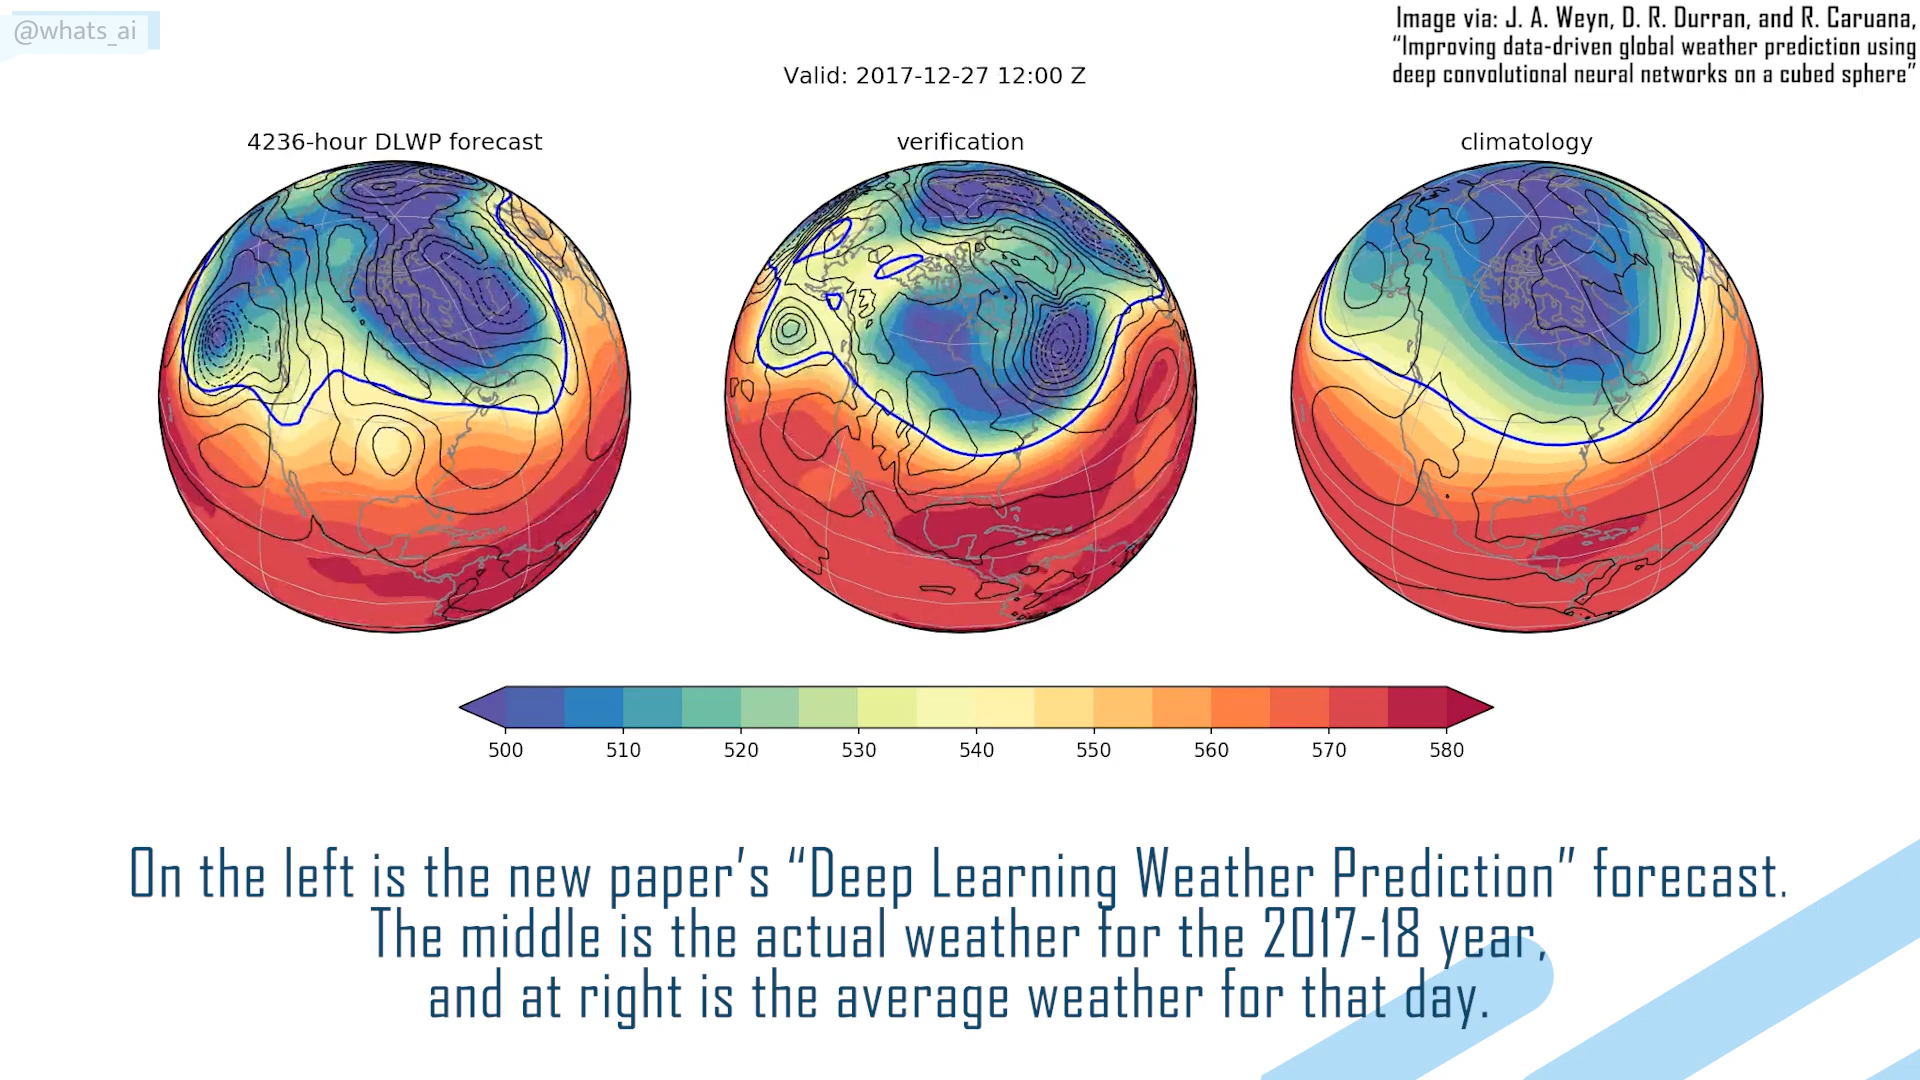 @whats_ai
Image via: J. A. Weyn, D. R. Durran, and R. Caruana,
“Improving data-driven global weather prediction using
deep convolutional neural networks on a cubed sphere”
Valid: 2017-12-27 12:00 Z
4236-hour DLWP forecast
verification
climatology
500 510 520 530 540 550 560 570 580
On the left is the new paper’s “Deep Learning Weather Prediction” forecast.
The middle is the actual weather for the 2017-18 year,
and at right is the average weather for that day.